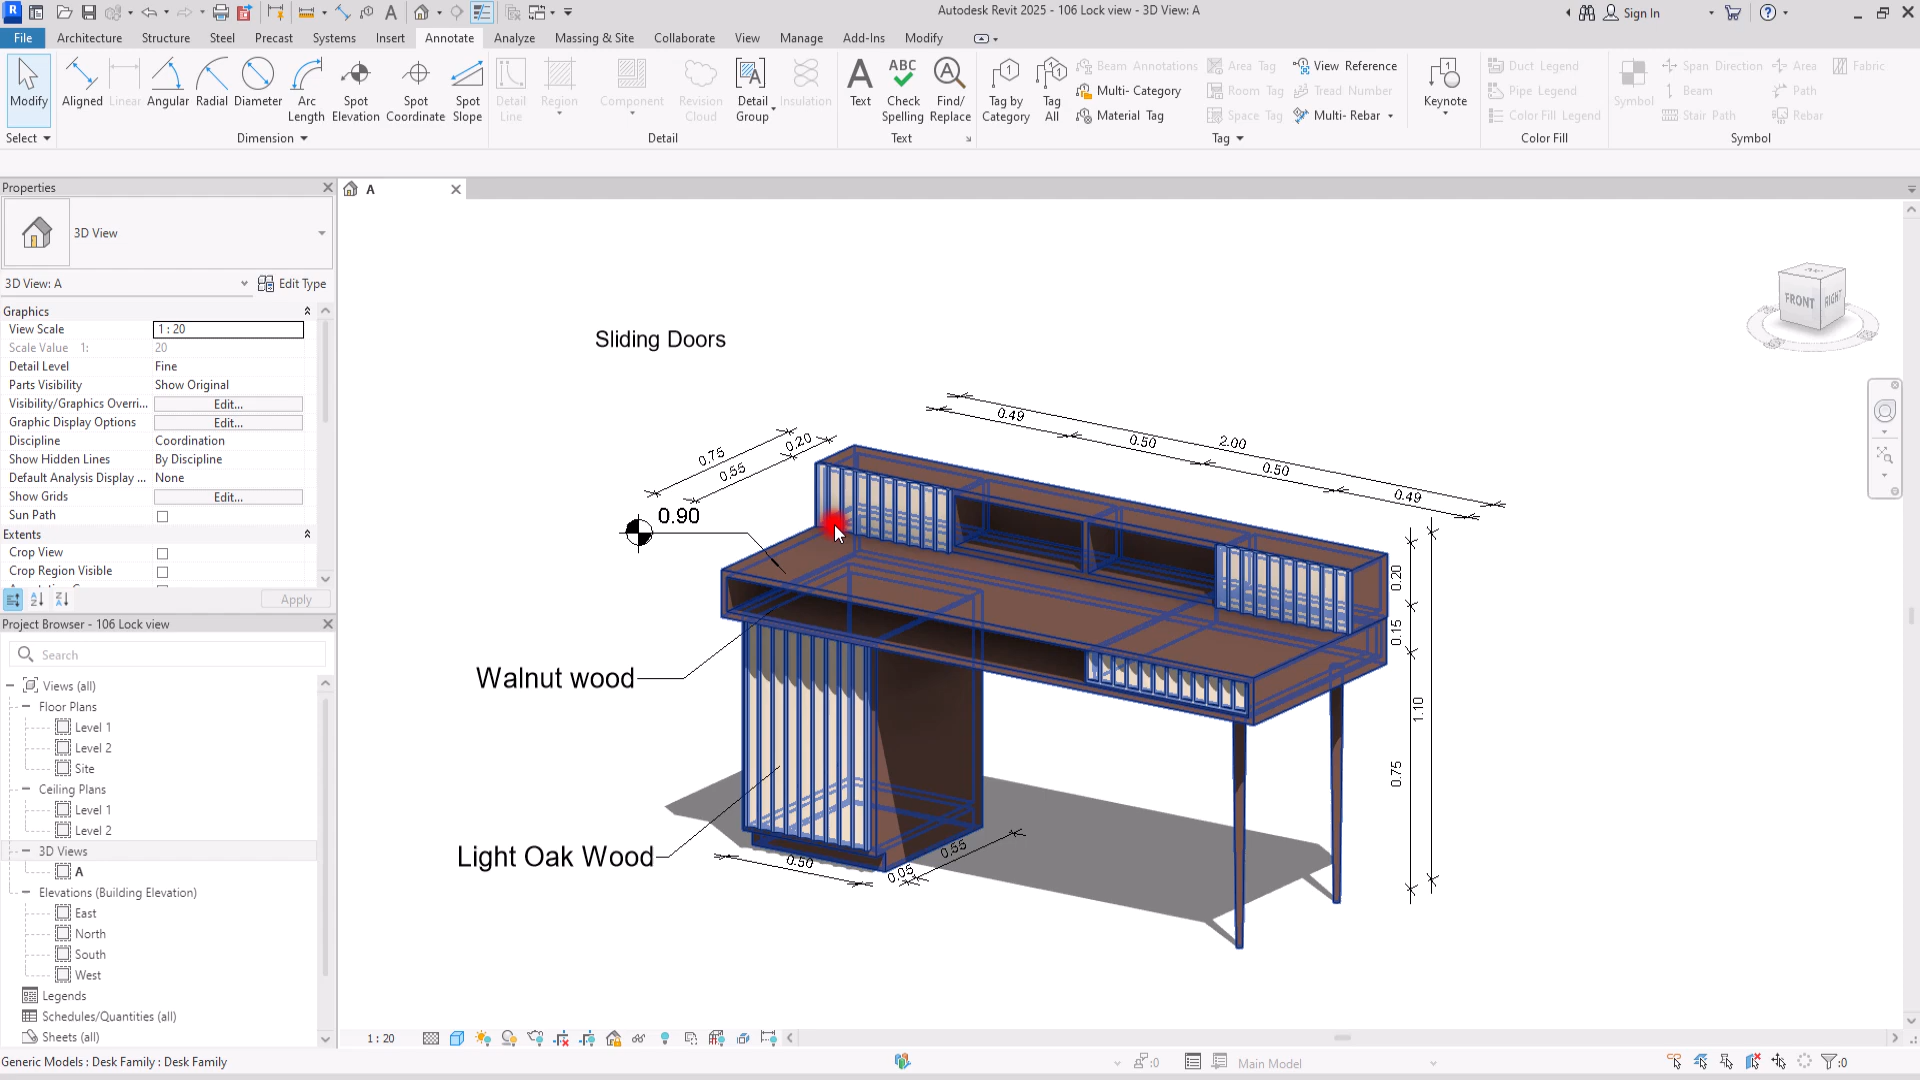 Autodesk Revit 2025 - 106 Lock view - 3D View: A
Sign In
File Architecture Structure Steel Precast Systems Insert Annotate Analyze Massing & Site Collaborate View Manage Add-Ins Modify
Modify
Aligned Linear Angular Radial Diameter Arc Length Spot Elevation Spot Coordinate Spot Slope
Detail Line Region Component Revision Cloud Detail Group Insulation
Text ABC Check Spelling Find/ Replace
Tag by Category Tag All
Beam Annotations Area Tag View Reference
Multi- Category Room Tag Tread Number
Material Tag Space Tag Multi- Rebar
Keynote
Duct Legend
Pipe Legend
Color Fill Legend
Symbol Span Direction Area Fabric
Beam Path
Stair Path Rebar
Select Dimension Detail Text Tag Color Fill Symbol
Properties
3D View
3D View: A Edit Type
Graphics
View Scale 1 : 20
Scale Value 1: 20
Detail Level Fine
Parts Visibility Show Original
Visibility/Graphics Overri... Edit...
Graphic Display Options Edit...
Discipline Coordination
Show Hidden Lines By Discipline
Default Analysis Display ... None
Show Grids Edit...
Sun Path
Extents
Crop View
Crop Region Visible
Apply
Project Browser - 106 Lock view
Search
Views (all)
Floor Plans
Level 1
Level 2
Site
Ceiling Plans
Level 1
Level 2
3D Views
A
Elevations (Building Elevation)
East
North
South
West
Legends
Schedules/Quantities (all)
Sheets (all)
A
FRONT RIGHT
Sliding Doors
0.49
0.50
2.00
0.50
0.49
0.75
0.20
0.55
0.90
0.20
0.15
1.10
0.75
Walnut wood
Light Oak Wood
0.50
0.05
0.55
1 : 20
Generic Models : Desk Family : Desk Family
:0
Main Model
:0